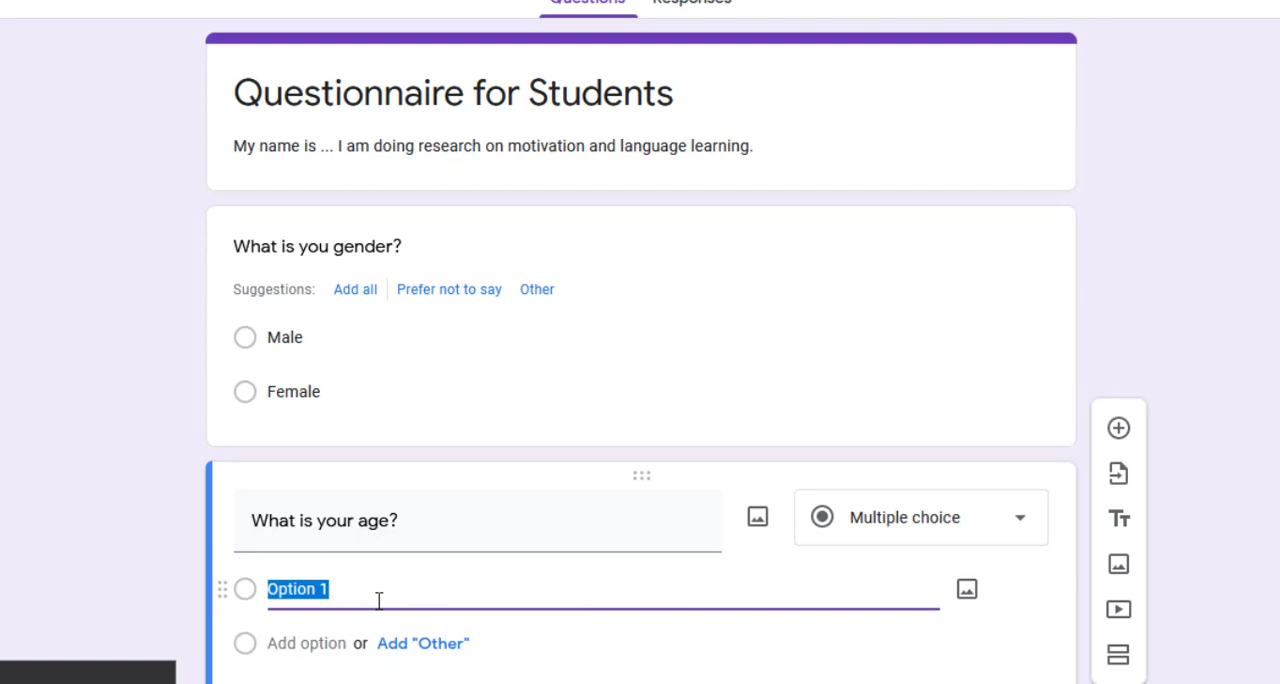 Questions Responses
Questionnaire for Students
My name is ... I am doing research on motivation and language learning.
What is you gender?
Suggestions: Add all Prefer not to say Other
Male
Female
What is your age?
Multiple choice
Option 1
Add option or Add "Other"
Tt